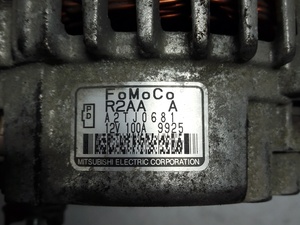 FoMoCo
R2AA A
A2TJ0681
12V 100A 9925
MITSUBISHI ELECTRIC CORPORATION